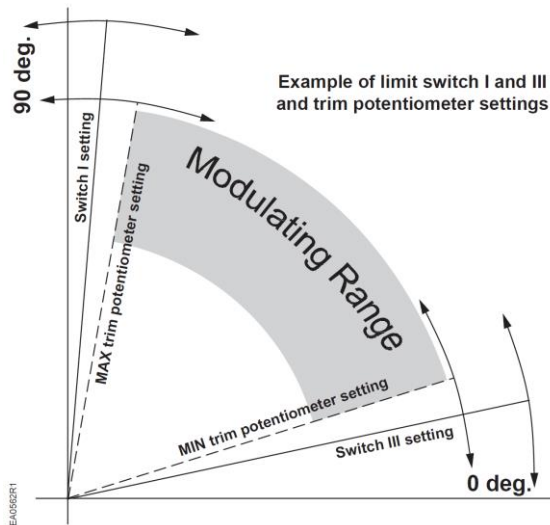 90 deg.
Example of limit switch I and III
and trim potentiometer settings
Switch I setting
MAX trim potentiometer setting
Modulating Range
MIN trim potentiometer setting
Switch III setting
0 deg.
EA0562R1